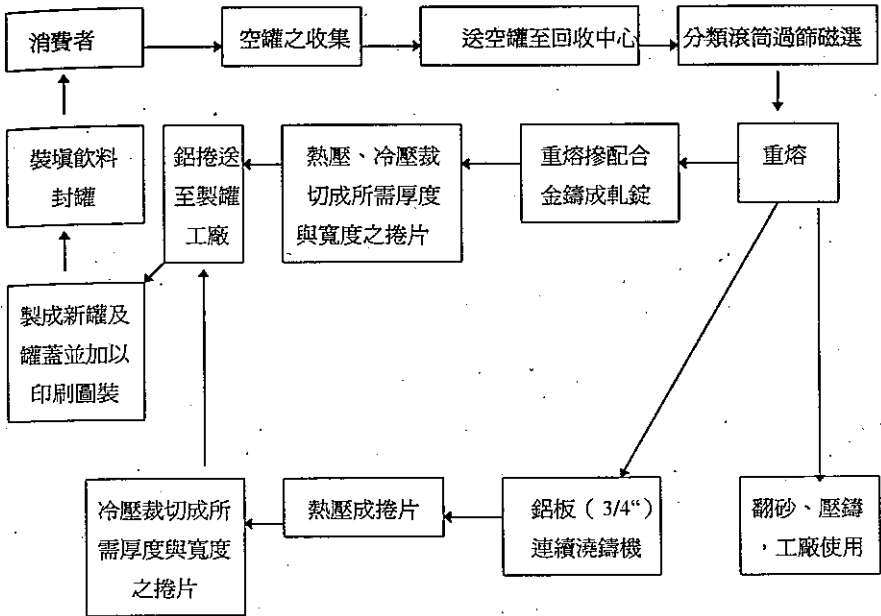 消費者
空罐之收集
送空罐至回收中心
分類滾筒過篩磁選
裝塡飲料
封罐
鋁捲送
至製罐
工廠
熱壓、冷壓裁
切成所需厚度
與寬度之捲片
重熔摻配合
金鑄成軋錠
重熔
製成新罐及
罐蓋並加以
印刷圖裝
冷壓裁切成所
需厚度與寬度
之捲片
熱壓成捲片
鋁板（3/4“）
連續澆鑄機
翻砂、壓鑄
，工廠使用